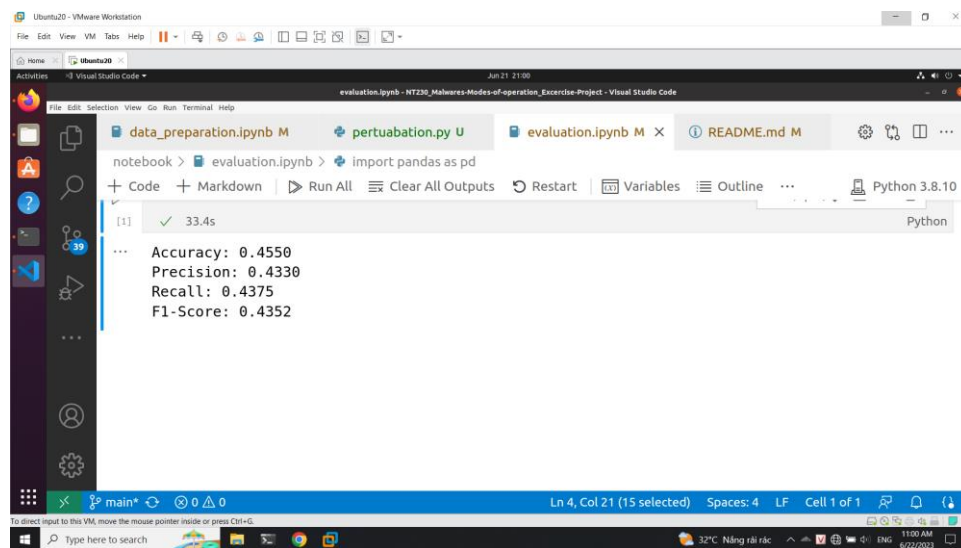 Ubuntu20 - VMware Workstation
File Edit View VM Tabs Help
Home Ubuntu20
Activities Visual Studio Code Jun 21 21:00
evaluation.ipynb - NT230_Malwares-Modes-of-operation_Excercise-Project - Visual Studio Code
File Edit Selection View Go Run Terminal Help
data_preparation.ipynb M pertuabation.py U evaluation.ipynb M README.md M
notebook > evaluation.ipynb > import pandas as pd
+ Code + Markdown Run All Clear All Outputs Restart Variables Outline ... Python 3.8.10
[1] ✓ 33.4s Python
... Accuracy: 0.4550
Precision: 0.4330
Recall: 0.4375
F1-Score: 0.4352
39
main* 0 0 Ln 4, Col 21 (15 selected) Spaces: 4 LF Cell 1 of 1
To direct input to this VM, move the mouse pointer inside or press Ctrl+G.
Type here to search 32°C Nắng rải rác ENG 11:00 AM
6/22/2023